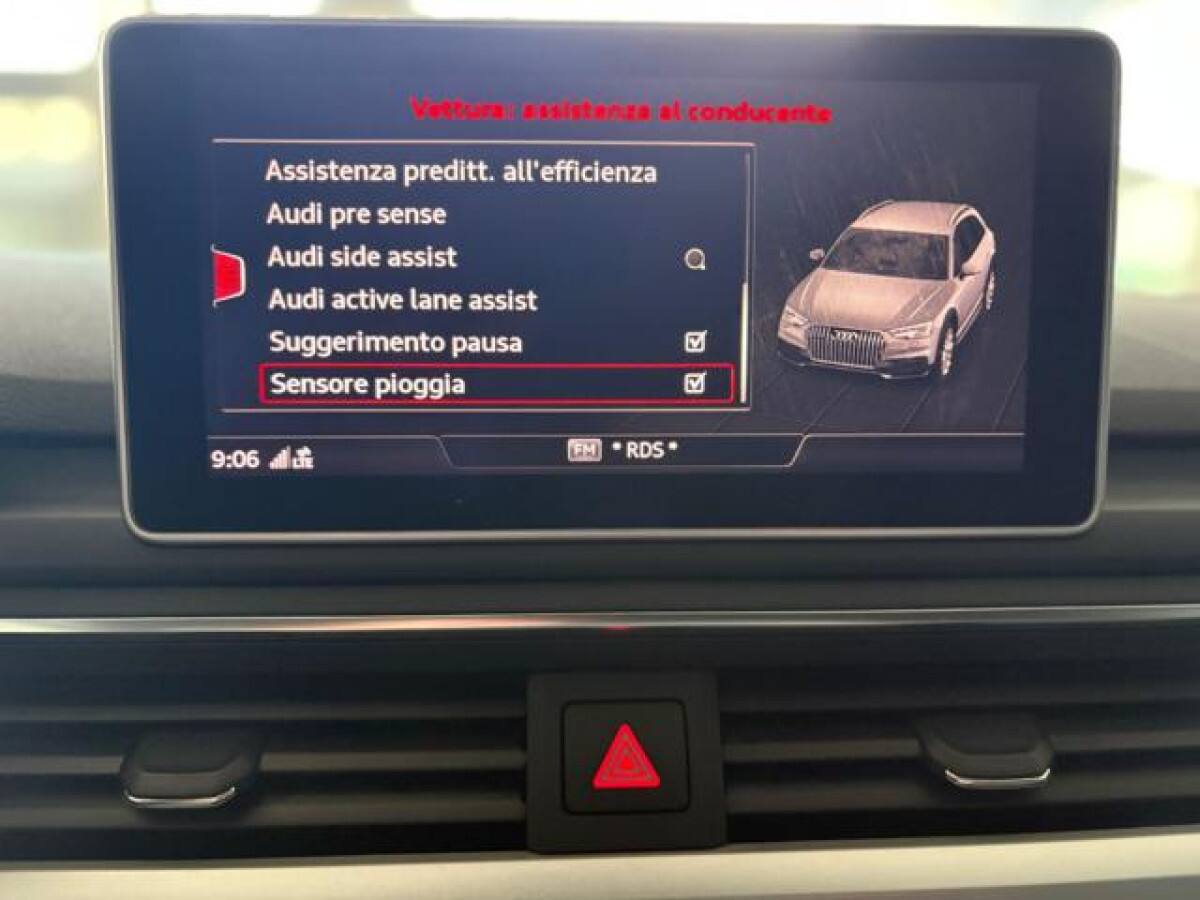 Vettura: assistenza al conducente
Assistenza preditt. all'efficienza
Audi pre sense
Audi side assist
Audi active lane assist
Suggerimento pausa
Sensore pioggia
9:06 LTE
FM *RDS*